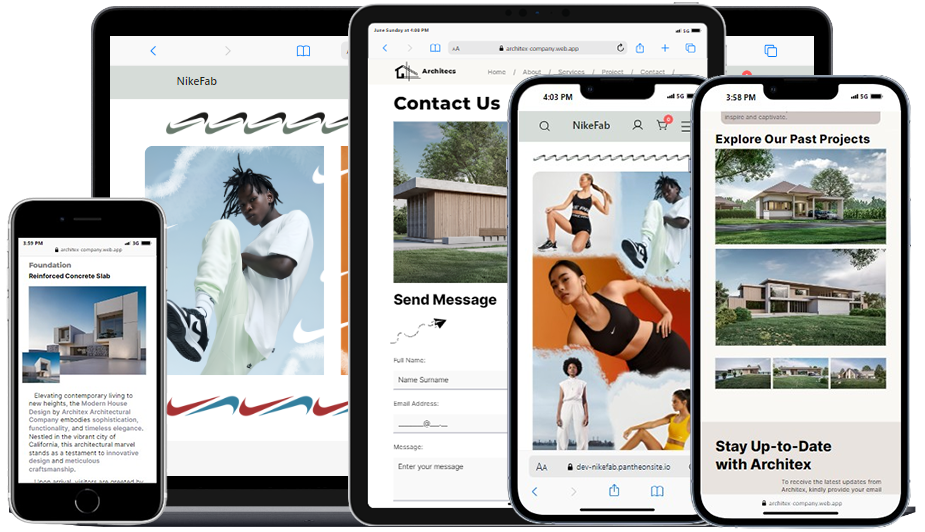 NikeFab
June Sunday at 4:08 PM
5G
AA
architex-company.web.app
Architecs
Home / About / Services / Project / Contact /
Contact Us
Send Message
Full Name:
Name Surname
Email Address:
______@___.__
Message:
Enter your message
3:59 PM
5G
architex-company.web.app
Foundation
Reinforced Concrete Slab
Elevating contemporary living to
new heights, the Modern House
Design by Architex Architectural
Company embodies sophistication,
functionality, and timeless elegance.
Nestled in the vibrant city of
California, this architectural marvel
stands as a testament to innovative
design and meticulous
craftsmanship.
Upon arrival, visitors are greeted by
4:03 PM
5G
NikeFab
0
AA
dev-nikefab.pantheonsite.io
3:58 PM
5G
inspire and captivate,
Explore Our Past Projects
Stay Up-to-Date
with Architex
To receive the latest updates from
Architex, kindly provide your email
architex-company.web.app